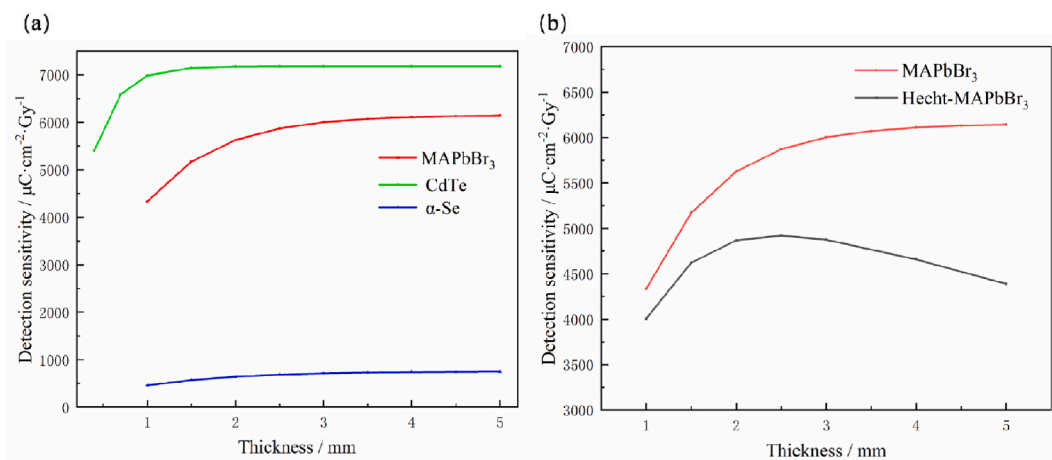 (a)
7000
6000
5000
4000
3000
2000
1000
0
Detection sensitivity / μC·cm⁻²·Gy⁻¹
MAPbBr₃
CdTe
α-Se
1 2 3 4 5
Thickness / mm
(b)
7000
6500
6000
5500
5000
4500
4000
3500
3000
Detection sensitivity / μC·cm⁻²·Gy⁻¹
MAPbBr₃
Hecht-MAPbBr₃
1 2 3 4 5
Thickness / mm